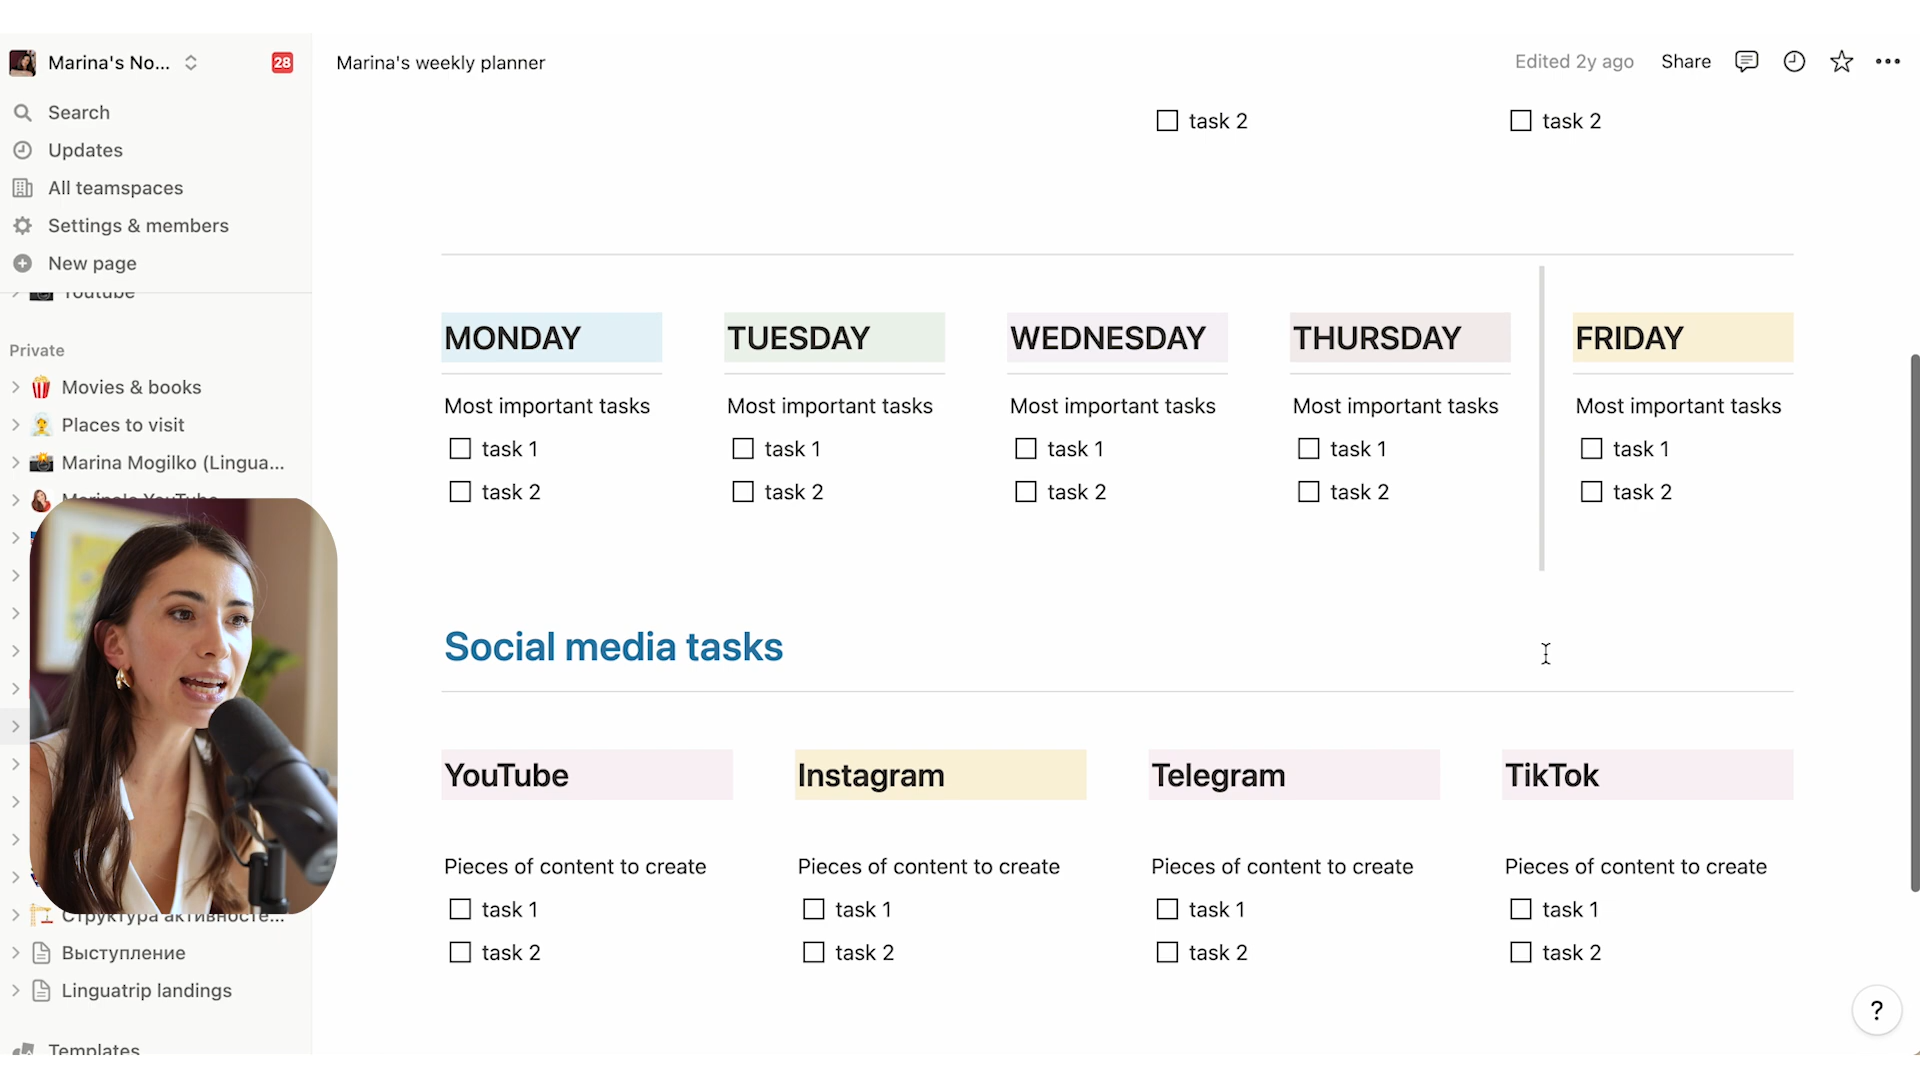 Marina's No...
28
Search
Updates
All teamspaces
Settings & members
New page
Youtube
Private
Movies & books
Places to visit
Marina Mogilko (Lingua...
Marina's YouTube
Структура активносте...
Выступление
Linguatrip landings
Templates
Marina's weekly planner
Edited 2y ago
Share
task 2
task 2
MONDAY
TUESDAY
WEDNESDAY
THURSDAY
FRIDAY
Most important tasks
Most important tasks
Most important tasks
Most important tasks
Most important tasks
task 1
task 1
task 1
task 1
task 1
task 2
task 2
task 2
task 2
task 2
Social media tasks
YouTube
Instagram
Telegram
TikTok
Pieces of content to create
Pieces of content to create
Pieces of content to create
Pieces of content to create
task 1
task 1
task 1
task 1
task 2
task 2
task 2
task 2
?